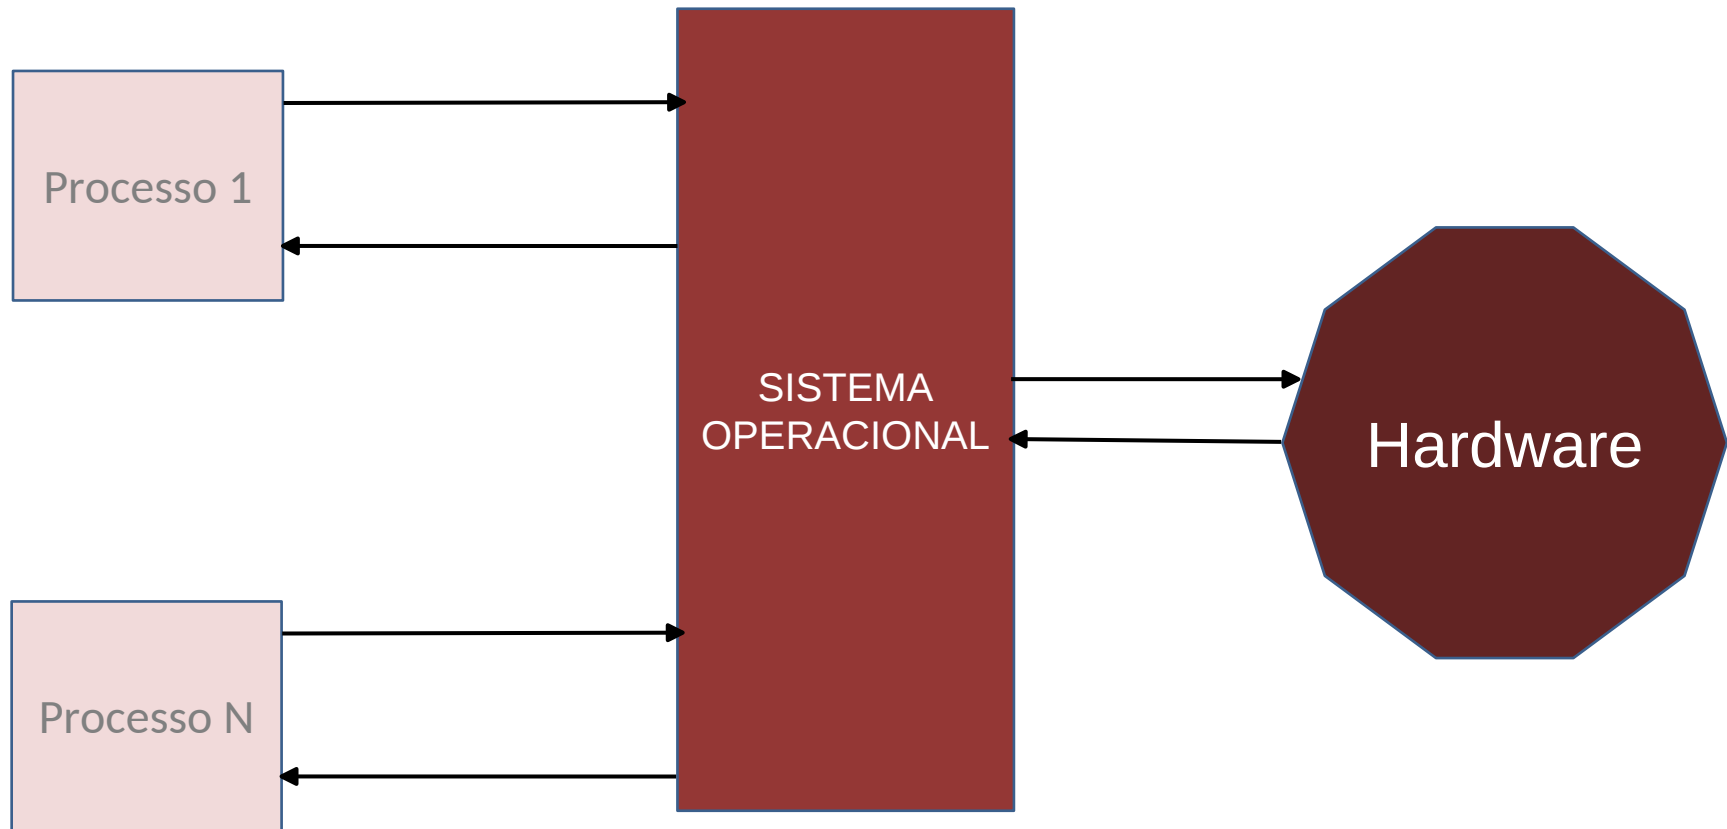 Processo 1
SISTEMA
OPERACIONAL
Hardware
Processo N